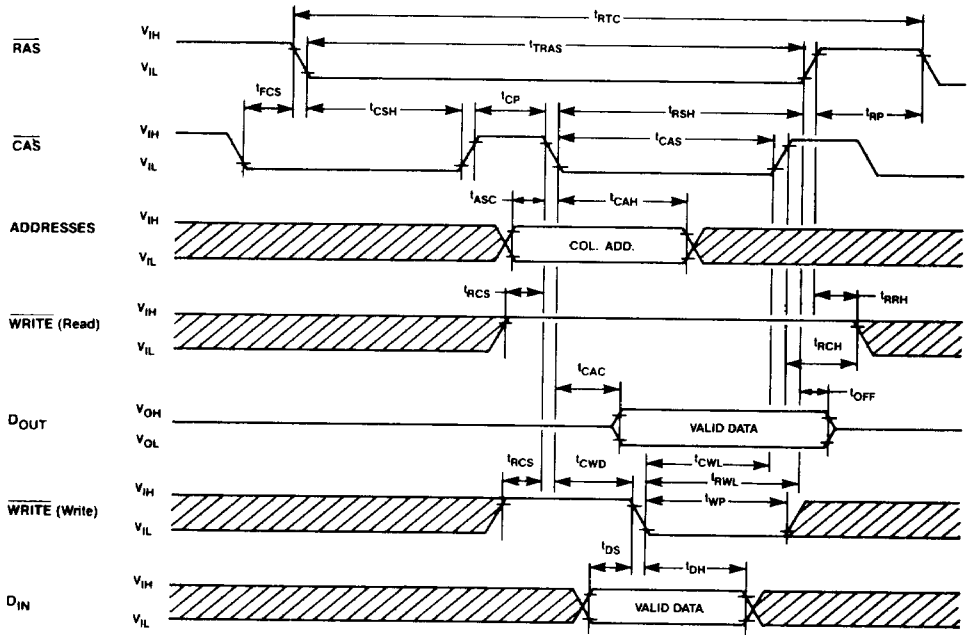 tRTC
RAS VIH
tTRAS
VIL
tFCS tCSH tCP tRSH tRP
CAS VIH
tCAS
VIL
tASC tCAH
ADDRESSES VIH
COL. ADD.
VIL
tRCS tRRH
WRITE (Read) VIH
VIL
tRCH
tCAC tOFF
DOUT VOH
VALID DATA
VOL
tRCS tCWD tCWL
tRWL
WRITE (Write) VIH
tWP
VIL
tDS tDH
DIN VIH
VALID DATA
VIL